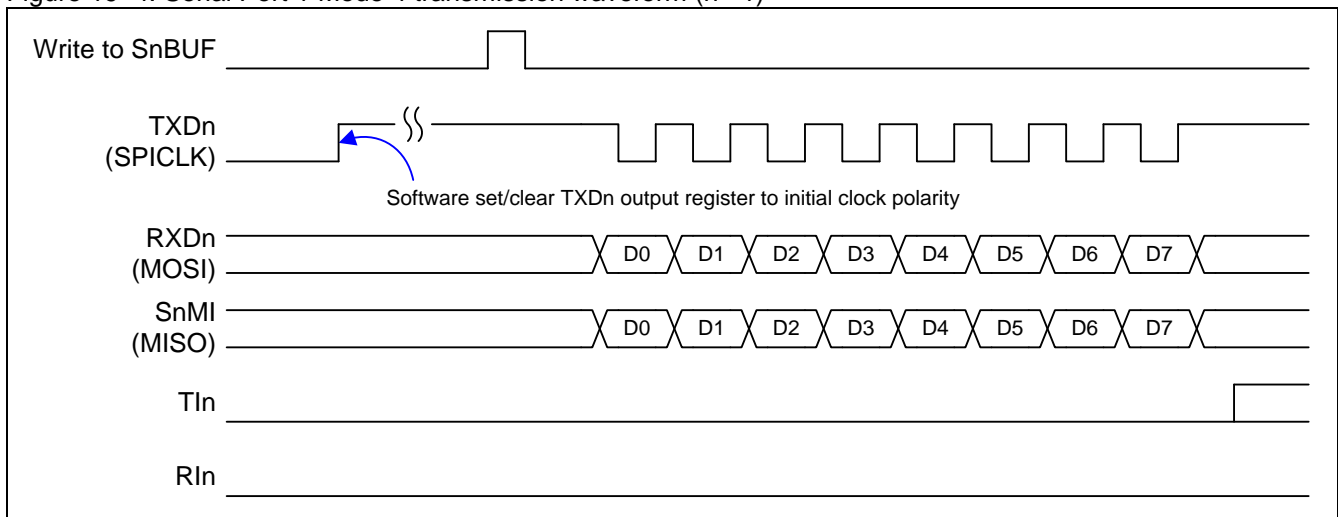 Write to SnBUF
TXDn
(SPICLK)
Software set/clear TXDn output register to initial clock polarity
RXDn
(MOSI)
D0 D1 D2 D3 D4 D5 D6 D7
SnMI
(MISO)
D0 D1 D2 D3 D4 D5 D6 D7
TIn
RIn